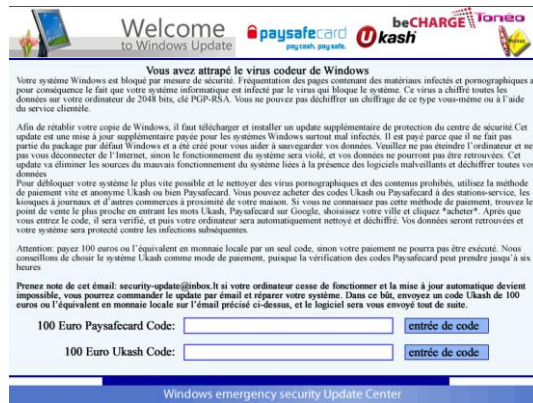 Welcome
to Windows Update
paysafecard
pay cash. pay safe.
Ukash
beCHARGE
Tonéo
Vous avez attrapé le virus codeur de Windows
Votre système Windows est bloqué par mesure de sécurité. Fréquentation des pages contenant des matériaux infectés et pornographiques a
pour conséquence le fait que votre système informatique est infecté par le virus qui bloque le système. Ce virus a chiffré toutes les
données sur votre ordinateur de 2048 bits, clé PGP-RSA. Vous ne pouvez pas déchiffrer un chiffrage de ce type vous-même ou à l'aide
du service clientèle.
Afin de rétablir votre copie de Windows, il faut télécharger et installer un update supplémentaire de protection du centre de sécurité.Cet
update est une mise à jour supplémentaire payée pour les systèmes Windows surtout mal infectés. Il est payé parce que il ne fait pas
partie du package par défaut Windows et a été créé pour vous aider à sauvegarder vos données. Veuillez ne pas éteindre l'ordinateur et ne
pas vous déconnecter de l'Internet, sinon le fonctionnement du système sera violé, et vos données ne pourront pas être retrouvées. Cet
update va éliminer les sources du mauvais fonctionnement du système liées à la présence des logiciels malveillants et déchiffrer toutes vos
données
Pour débloquer votre système le plus vite possible et le nettoyer des virus pornographiques et des contenus prohibés, utilisez la méthode
de paiement vite et anonyme Ukash ou bien Paysafecard. Vous pouvez acheter des codes Ukash ou Paysafecard à des stations-service, les
kiosques à journaux et d'autres commerces à proximité de votre maison. Si vous ne connaissez pas cette méthode de paiement, trouvez le
point de vente le plus proche en entrant les mots Ukash, Paysafecard sur Google, shoisissez votre ville et cliquez "acheter". Après que
vous entrez le code, il sera verifié, et puis votre ordinateur sera automatiquement nettoyé et déchiffré. Vos données seront retrouvées et
votre système sera protecté contre les infections subséquentes.
Attention: payez 100 euros ou l'équivalent en monnaie locale par un seul code, sinon votre paiement ne pourra pas être exécuté. Nous
conseillons de chosir le système Ukash comme mode de paiement, puisque la vérification des codes Paysafecard peut prendre jusqu'à six
heures
Prenez note de cet émail: security-update@inbox.lt si votre ordinateur cesse de fonctionner et la mise à jour automatique devient
impossible, vous pourrez commander le update par émail et réparer votre système. Dans ce bût, envoyez un code Ukash de 100
euros ou l'équivalent en monnaie locale sur l'émail précisé ci-dessus, et le logiciel sera vous envoyé tout de suite.
100 Euro Paysafecard Code:
entrée de code
100 Euro Ukash Code:
entrée de code
Windows emergency security Update Center